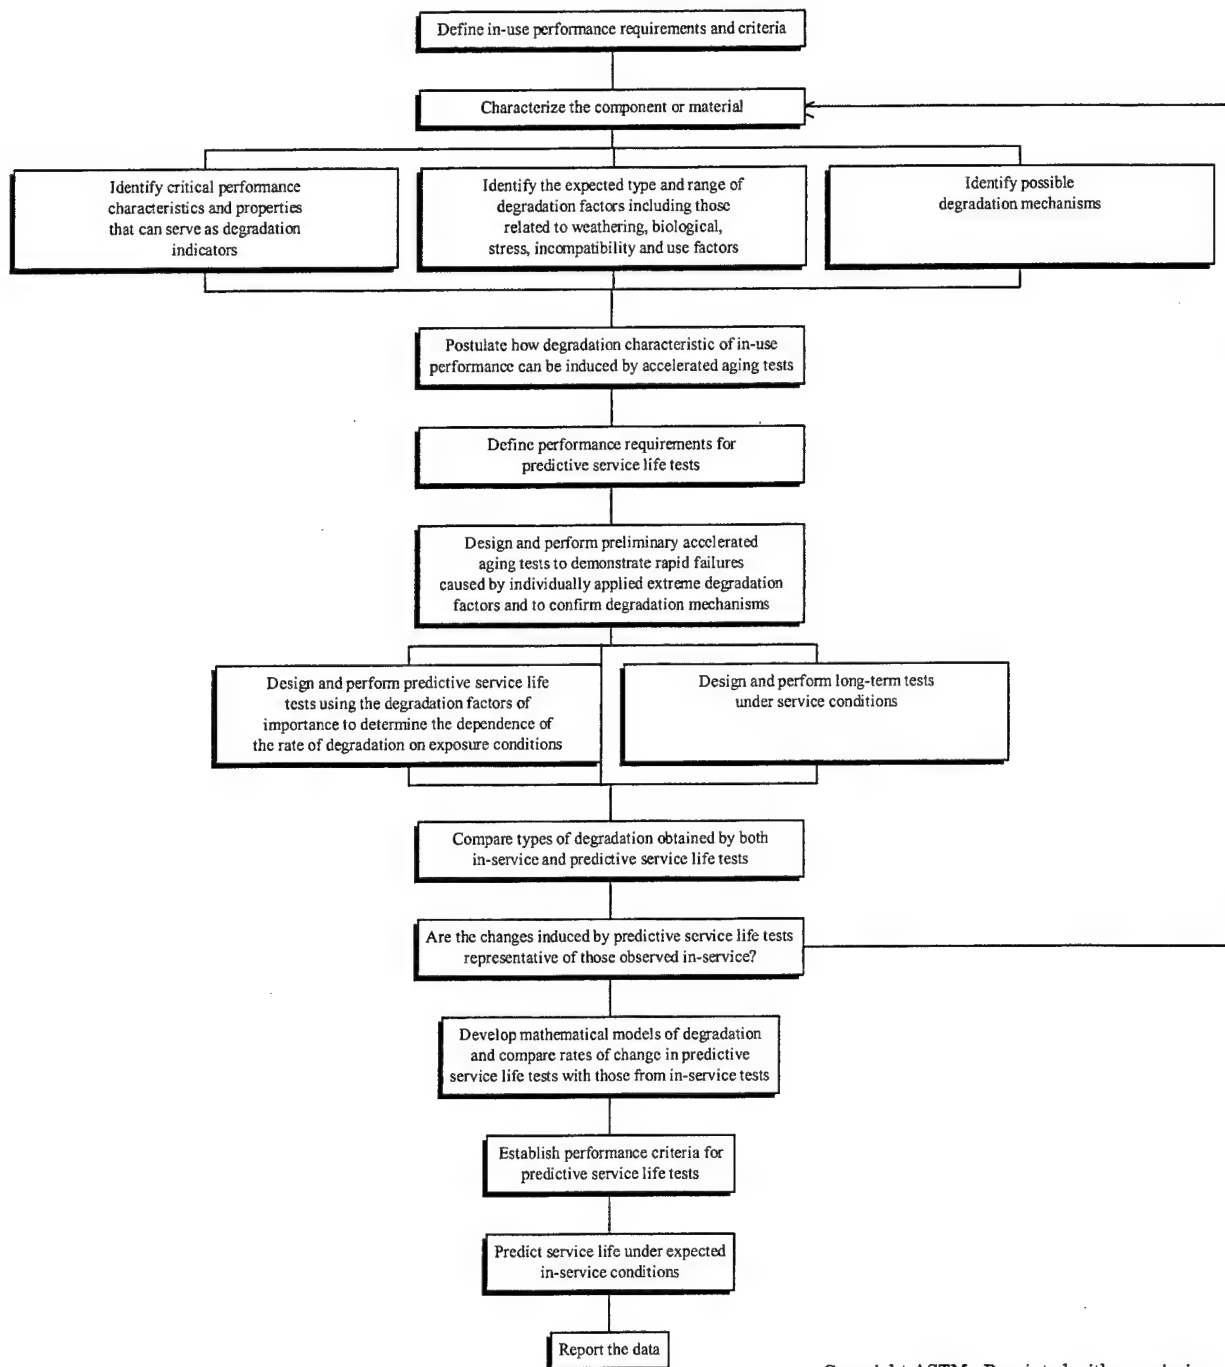 Define in-use performance requirements and criteria
Characterize the component or material
Identify critical performance
characteristics and properties
that can serve as degradation
indicators
Identify the expected type and range of
degradation factors including those
related to weathering, biological,
stress, incompatibility and use factors
Identify possible
degradation mechanisms
Postulate how degradation characteristic of in-use
performance can be induced by accelerated aging tests
Define performance requirements for
predictive service life tests
Design and perform preliminary accelerated
aging tests to demonstrate rapid failures
caused by individually applied extreme degradation
factors and to confirm degradation mechanisms
Design and perform predictive service life
tests using the degradation factors of
importance to determine the dependence of
the rate of degradation on exposure conditions
Design and perform long-term tests
under service conditions
Compare types of degradation obtained by both
in-service and predictive service life tests
Are the changes induced by predictive service life tests
representative of those observed in-service?
Develop mathematical models of degradation
and compare rates of change in predictive
service life tests with those from in-service tests
Establish performance criteria for
predictive service life tests
Predict service life under expected
in-service conditions
Report the data